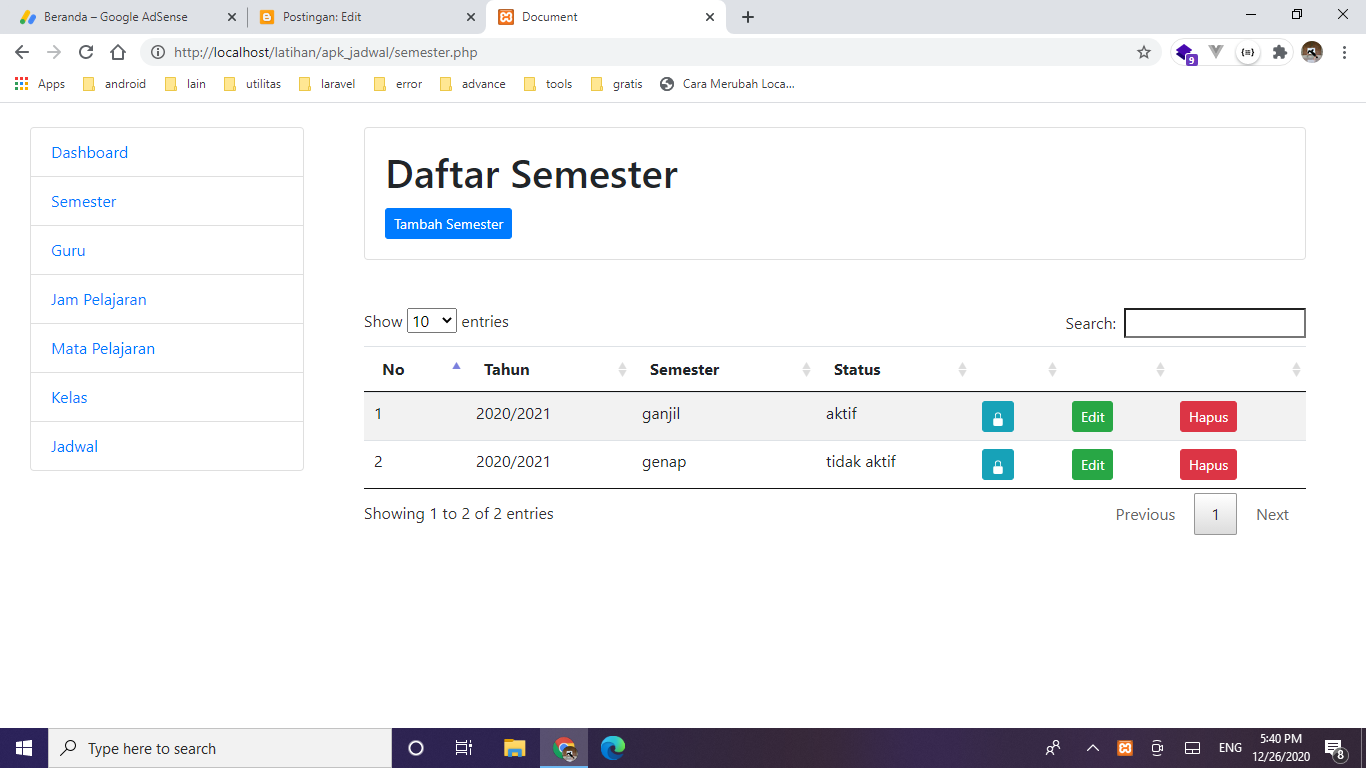 Beranda – Google AdSense
Postingan: Edit
Document
http://localhost/latihan/apk_jadwal/semester.php
9
Apps
android
lain
utilitas
laravel
error
advance
tools
gratis
Cara Merubah Loca...
Dashboard
Semester
Guru
Jam Pelajaran
Mata Pelajaran
Kelas
Jadwal
Daftar Semester
Tambah Semester
Show 10 entries
Search:
No Tahun Semester Status
1 2020/2021 ganjil aktif Edit Hapus
2 2020/2021 genap tidak aktif Edit Hapus
Showing 1 to 2 of 2 entries
Previous 1 Next
Type here to search
ENG
5:40 PM
12/26/2020
8